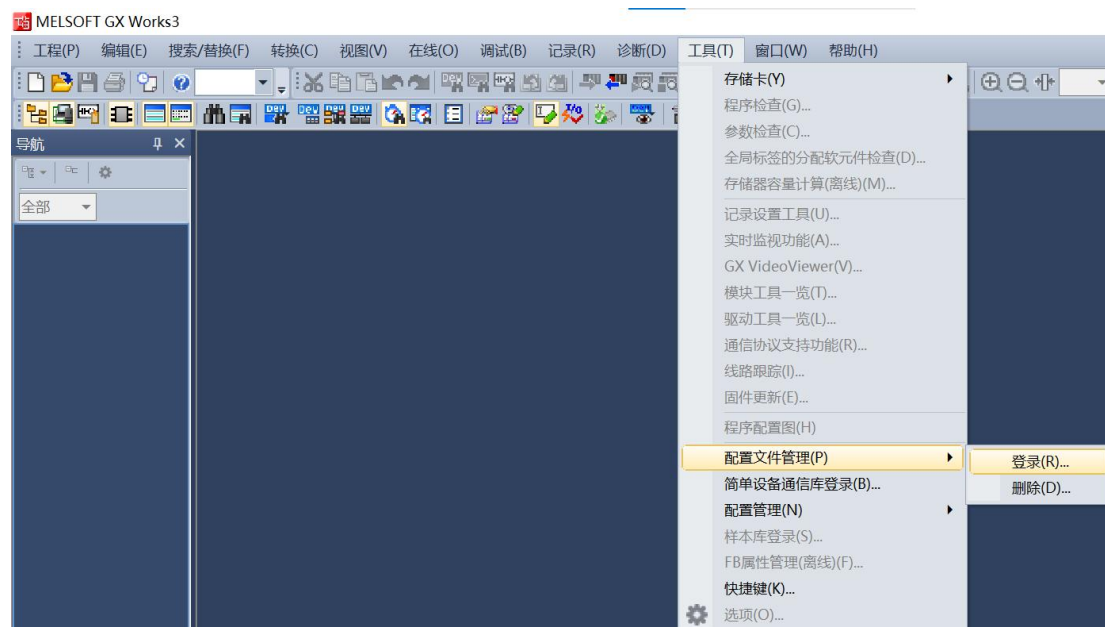 MELSOFT GX Works3
工程(P) 编辑(E) 搜索/替换(F) 转换(C) 视图(V) 在线(O) 调试(B) 记录(R) 诊断(D) 工具(T) 窗口(W) 帮助(H)
导航
全部
存储卡(Y)
程序检查(G)...
参数检查(C)...
全局标签的分配软元件检查(D)...
存储器容量计算(离线)(M)...
记录设置工具(U)...
实时监视功能(A)...
GX VideoViewer(V)...
模块工具一览(T)...
驱动工具一览(L)...
通信协议支持功能(R)...
线路跟踪(I)...
固件更新(E)...
程序配置图(H)
配置文件管理(P)
登录(R)...
简单设备通信库登录(B)...
删除(D)...
配置管理(N)
样本库登录(S)...
FB属性管理(离线)(F)...
快捷键(K)...
选项(O)...